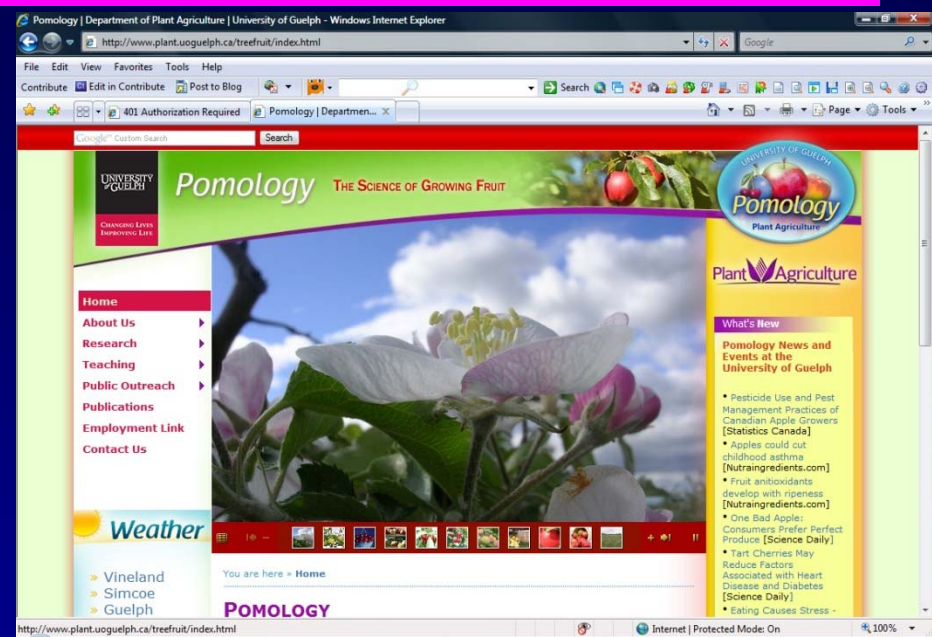 Pomology | Department of Plant Agriculture | University of Guelph - Windows Internet Explorer
http://www.plant.uoguelph.ca/treefruit/index.html
Google
File Edit View Favorites Tools Help
Contribute Edit in Contribute Post to Blog
Search
401 Authorization Required
Pomology | Departmen...
Page Tools
Google™ Custom Search
Search
UNIVERSITY
of GUELPH
CHANGING LIVES
IMPROVING LIFE
Pomology THE SCIENCE OF GROWING FRUIT
UNIVERSITY OF GUELPH
Pomology
Plant Agriculture
Plant Agriculture
Home
About Us
Research
Teaching
Public Outreach
Publications
Employment Link
Contact Us
Weather
» Vineland
» Simcoe
» Guelph
You are here » Home
POMOLOGY
What's New
Pomology News and
Events at the
University of Guelph
• Pesticide Use and Pest
Management Practices of
Canadian Apple Growers
[Statistics Canada]
• Apples could cut
childhood asthma
[Nutraingredients.com]
• Fruit anitioxidants
develop with ripeness
[Nutraingredients.com]
• One Bad Apple:
Consumers Prefer Perfect
Produce [Science Daily]
• Tart Cherries May
Reduce Factors
Associated with Heart
Disease and Diabetes
[Science Daily]
• Eating Causes Stress -
http://www.plant.uoguelph.ca/treefruit/index.html
Internet | Protected Mode: On
100%